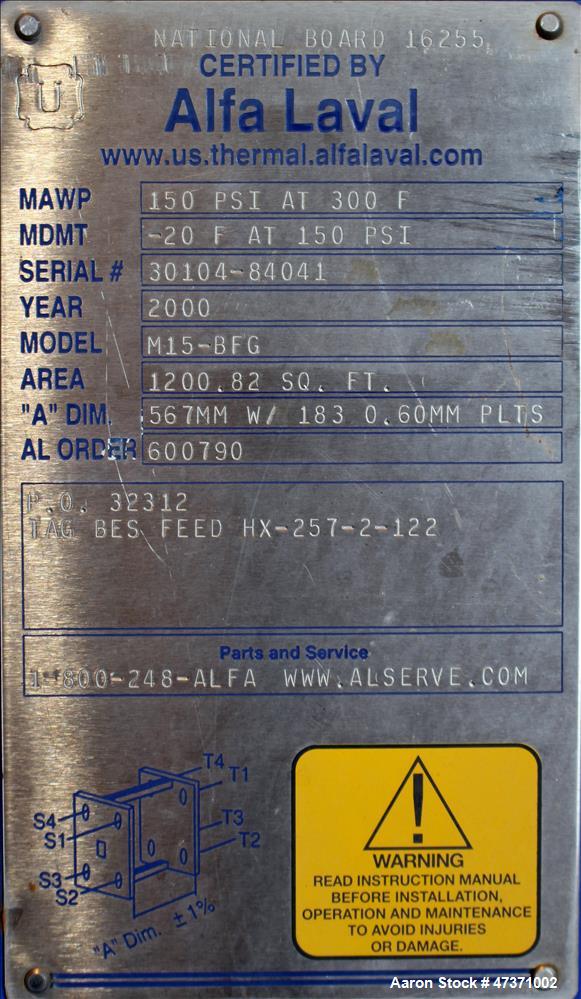 NATIONAL BOARD 16255
U
CERTIFIED BY
Alfa Laval
www.us.thermal.alfalaval.com
MAWP 150 PSI AT 300 F
MDMT -20 F AT 150 PSI
SERIAL # 30104-84041
YEAR 2000
MODEL M15-BFG
AREA 1200.82 SQ. FT.
"A" DIM. 567MM W/ 183 0.60MM PLTS
AL ORDER 600790
P.O. 32312
TAG BES FEED HX-257-2-122
Parts and Service
1-800-248-ALFA WWW.ALSERVE.COM
T4
T1
T3
T2
S4
S1
S3
S2
"A" Dim. ± 1%
WARNING
READ INSTRUCTION MANUAL
BEFORE INSTALLATION,
OPERATION AND MAINTENANCE
TO AVOID INJURIES
OR DAMAGE.
Aaron Stock # 47371002